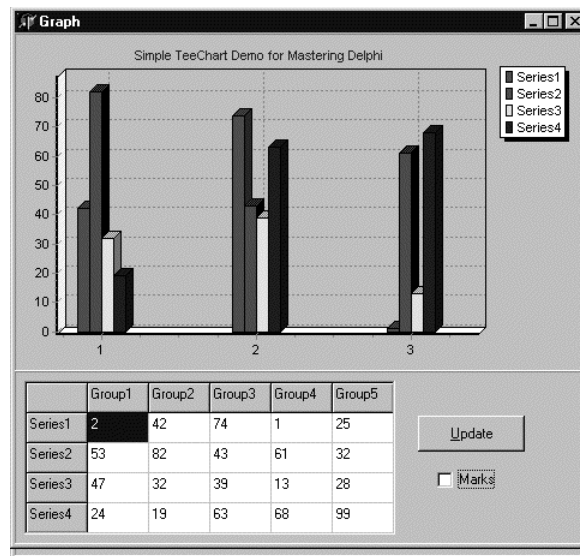 Graph
Simple TeeChart Demo for Mastering Delphi
Series1
Series2
Series3
Series4
80
70
60
50
40
30
20
10
0
1 2 3
Group1 Group2 Group3 Group4 Group5
Series1 2 42 74 1 25
Series2 53 82 43 61 32
Series3 47 32 39 13 28
Series4 24 19 63 68 99
Update
Marks